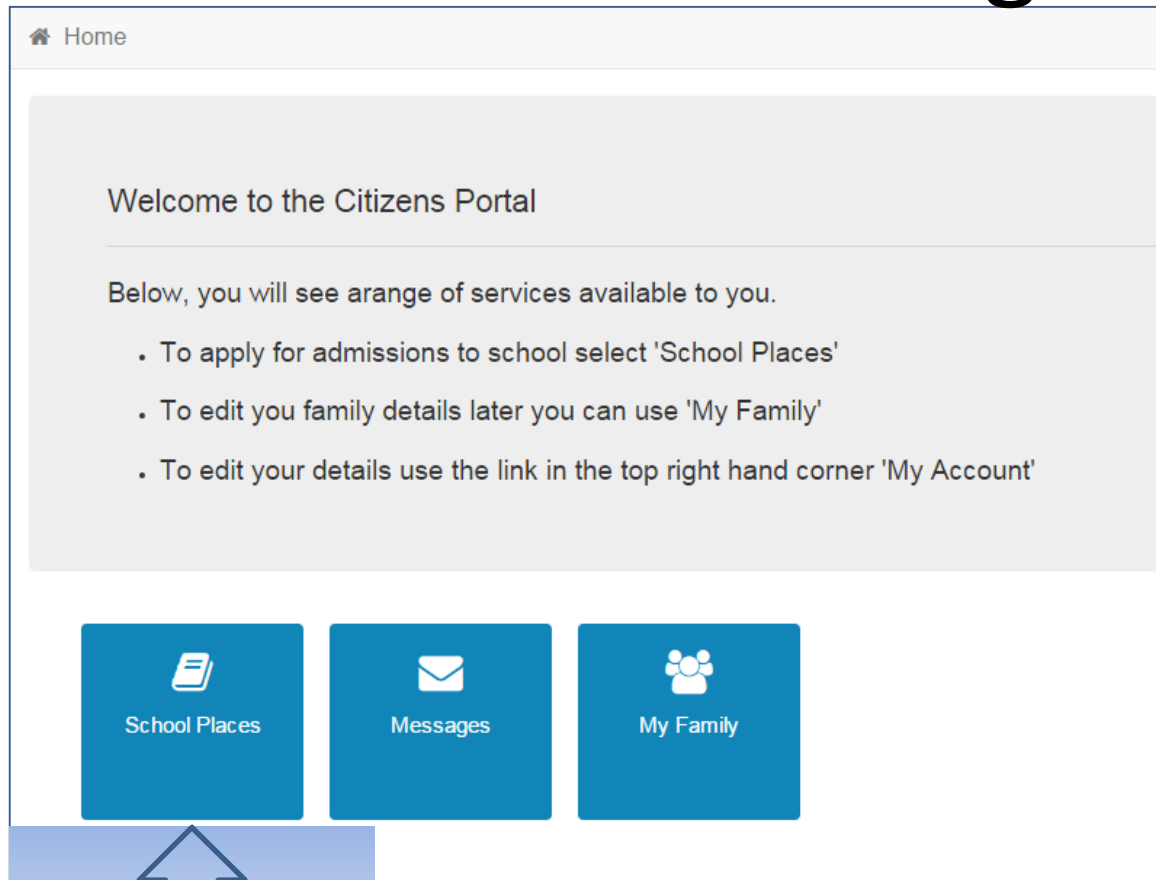 Home
Welcome to the Citizens Portal
Below, you will see arange of services available to you.
• To apply for admissions to school select 'School Places'
• To edit you family details later you can use 'My Family'
• To edit your details use the link in the top right hand corner 'My Account'
School Places
Messages
My Family